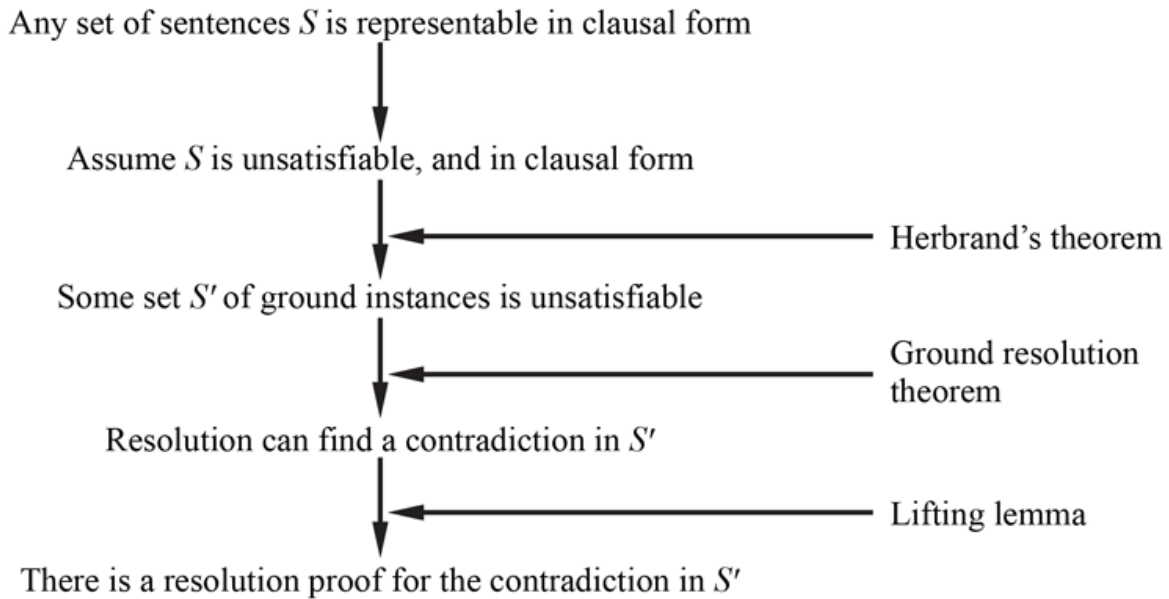 Any set of sentences S is representable in clausal form
Assume S is unsatisfiable, and in clausal form
Herbrand’s theorem
Some set S′ of ground instances is unsatisfiable
Ground resolution
theorem
Resolution can find a contradiction in S′
Lifting lemma
There is a resolution proof for the contradiction in S′